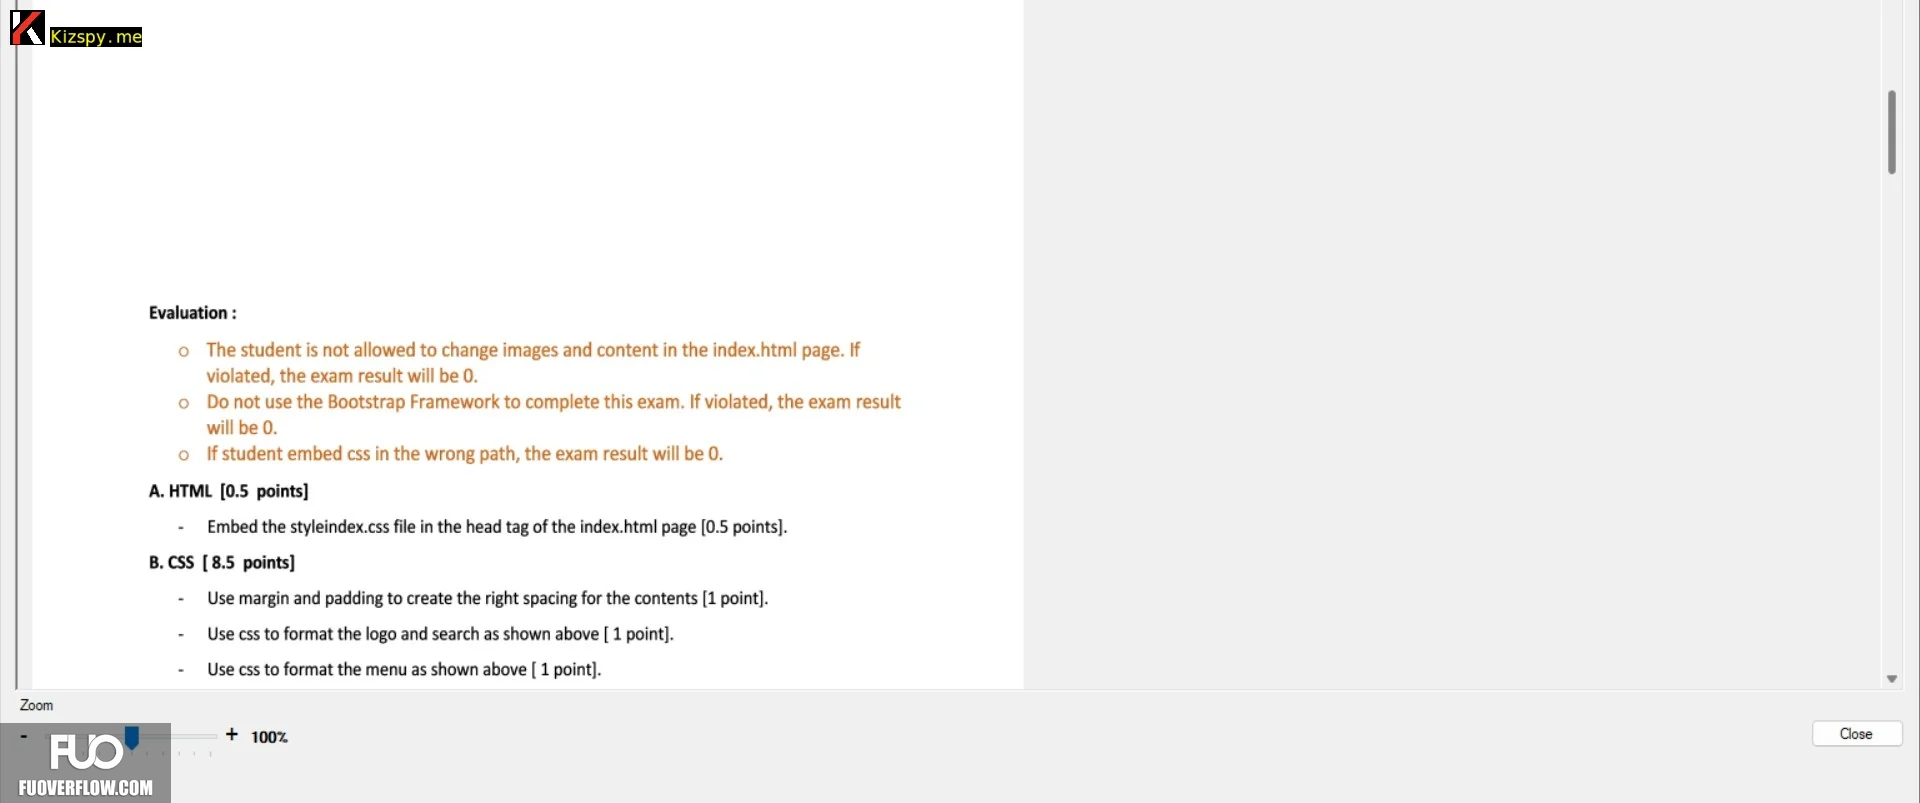 Kizspy.me
Evaluation :
o The student is not allowed to change images and content in the index.html page. If
violated, the exam result will be 0.
o Do not use the Bootstrap Framework to complete this exam. If violated, the exam result
will be 0.
o If student embed css in the wrong path, the exam result will be 0.
A. HTML [0.5 points]
- Embed the styleindex.css file in the head tag of the index.html page [0.5 points].
B. CSS [ 8.5 points]
- Use margin and padding to create the right spacing for the contents [1 point].
- Use css to format the logo and search as shown above [ 1 point].
- Use css to format the menu as shown above [ 1 point].
Zoom
- + 100%
Close
FUO
FUOVERFLOW.COM